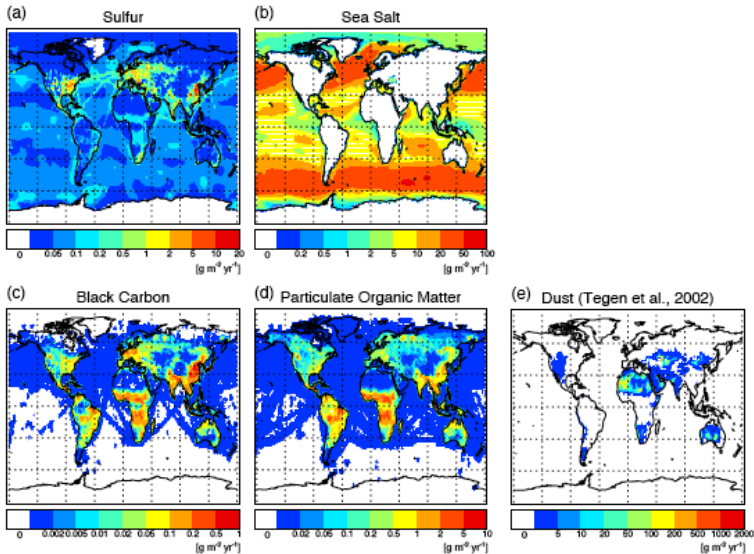 (a) Sulfur
(b) Sea Salt
0 0.05 0.1 0.2 0.5 1 2 5 10 20
[g m⁻² yr⁻¹]
0 0.2 0.5 1 2 5 10 20 50 100
[g m⁻² yr⁻¹]
(c) Black Carbon
(d) Particulate Organic Matter
(e) Dust (Tegen et al., 2002)
0 0.002 0.005 0.01 0.02 0.05 0.1 0.2 0.5 1
[g m⁻² yr⁻¹]
0 0.02 0.05 0.1 0.2 0.5 1 2 5 10
[g m⁻² yr⁻¹]
0 5 10 20 50 100 200 500 1000 2000
[g m⁻² yr⁻¹]